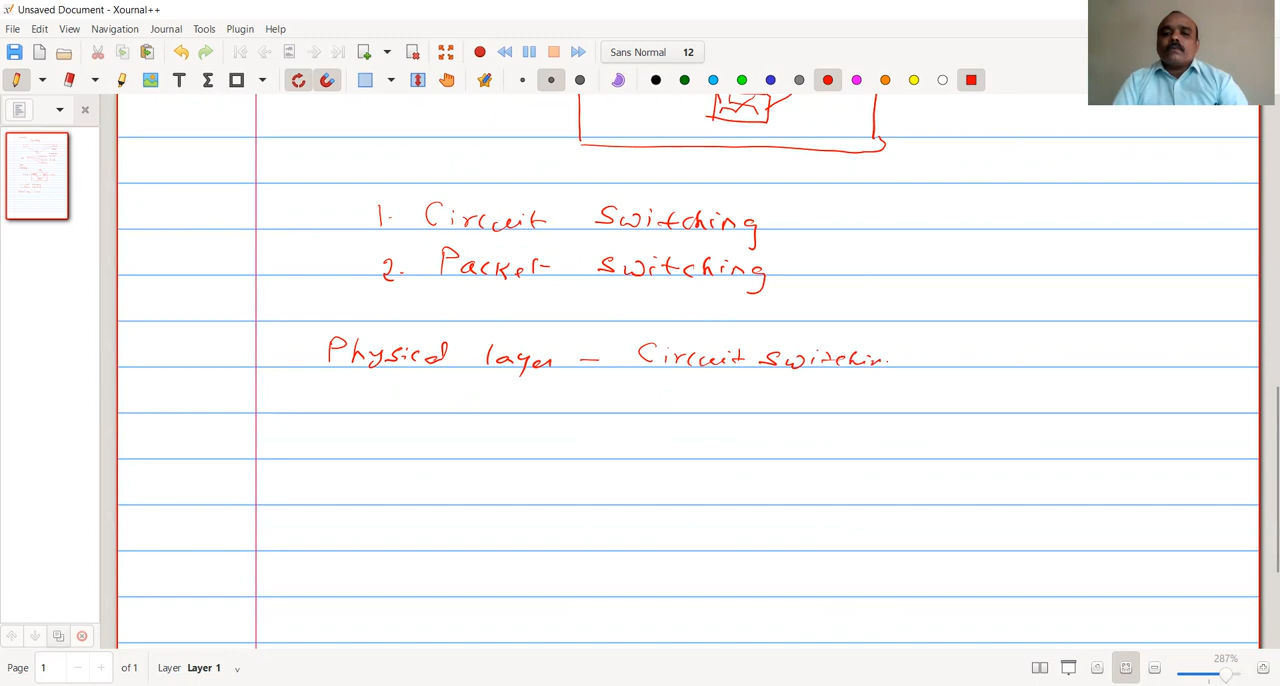 Unsaved Document - Xournal++
File Edit View Navigation Journal Tools Plugin Help
Sans Normal 12
1. Circuit Switching
2. Packet switching
Physical layer - Circuit switchin
Page 1 of 1 Layer Layer 1
287%